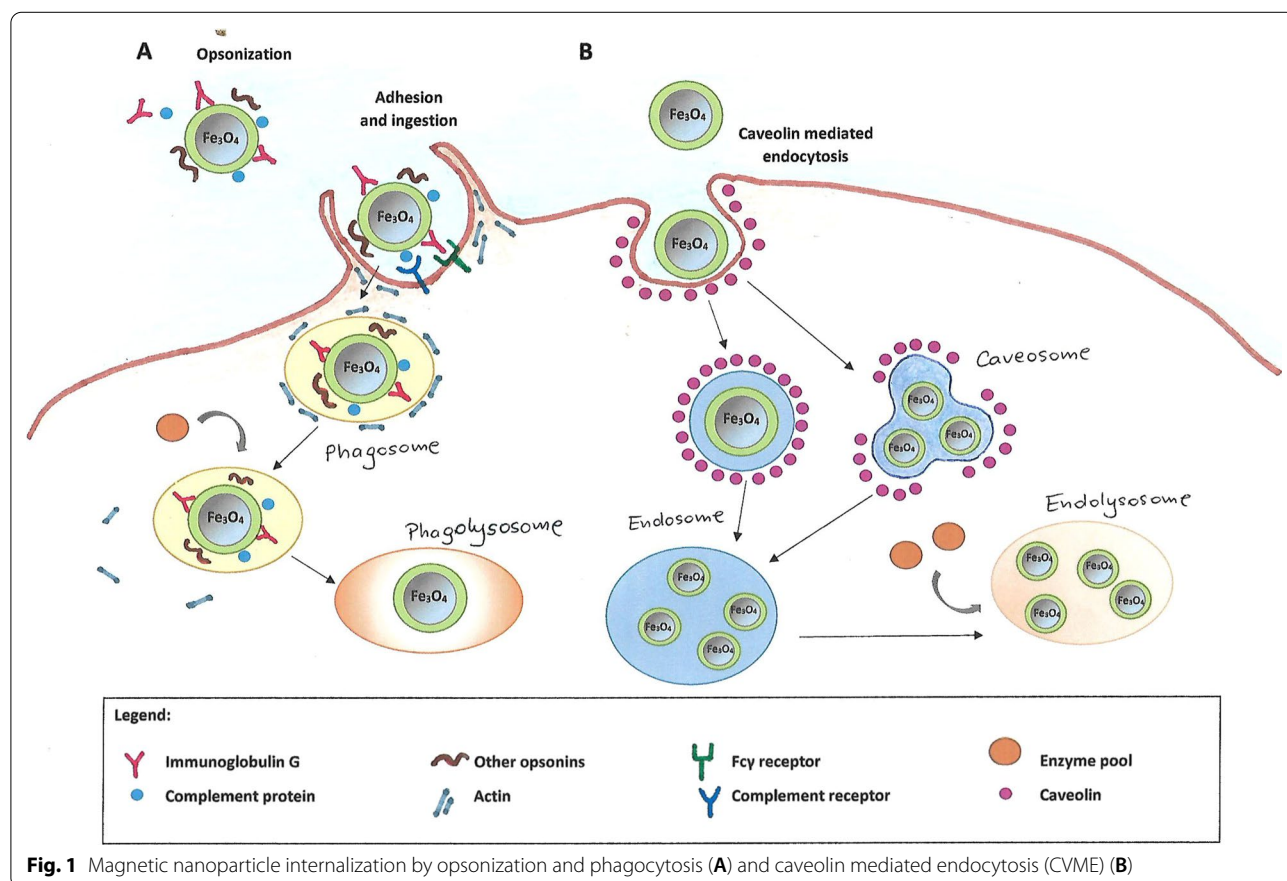 A
Opsonization
B
Adhesion
and ingestion
Caveolin mediated
endocytosis
Fe₃O₄
Fe₃O₄
Fe₃O₄
Fe₃O₄
Fe₃O₄
Phagosome
Fe₃O₄
Caveosome
Fe₃O₄
Fe₃O₄
Fe₃O₄
Fe₃O₄
Phagolysosome
Fe₃O₄
Fe₃O₄
Endosome
Fe₃O₄
Fe₃O₄
Fe₃O₄
Fe₃O₄
Endolysosome
Fe₃O₄
Fe₃O₄
Fe₃O₄
Fe₃O₄
Legend:
Immunoglobulin G
Other opsonins
Fcγ receptor
Enzyme pool
Complement protein
Actin
Complement receptor
Caveolin
Fig. 1 Magnetic nanoparticle internalization by opsonization and phagocytosis (A) and caveolin mediated endocytosis (CVME) (B)